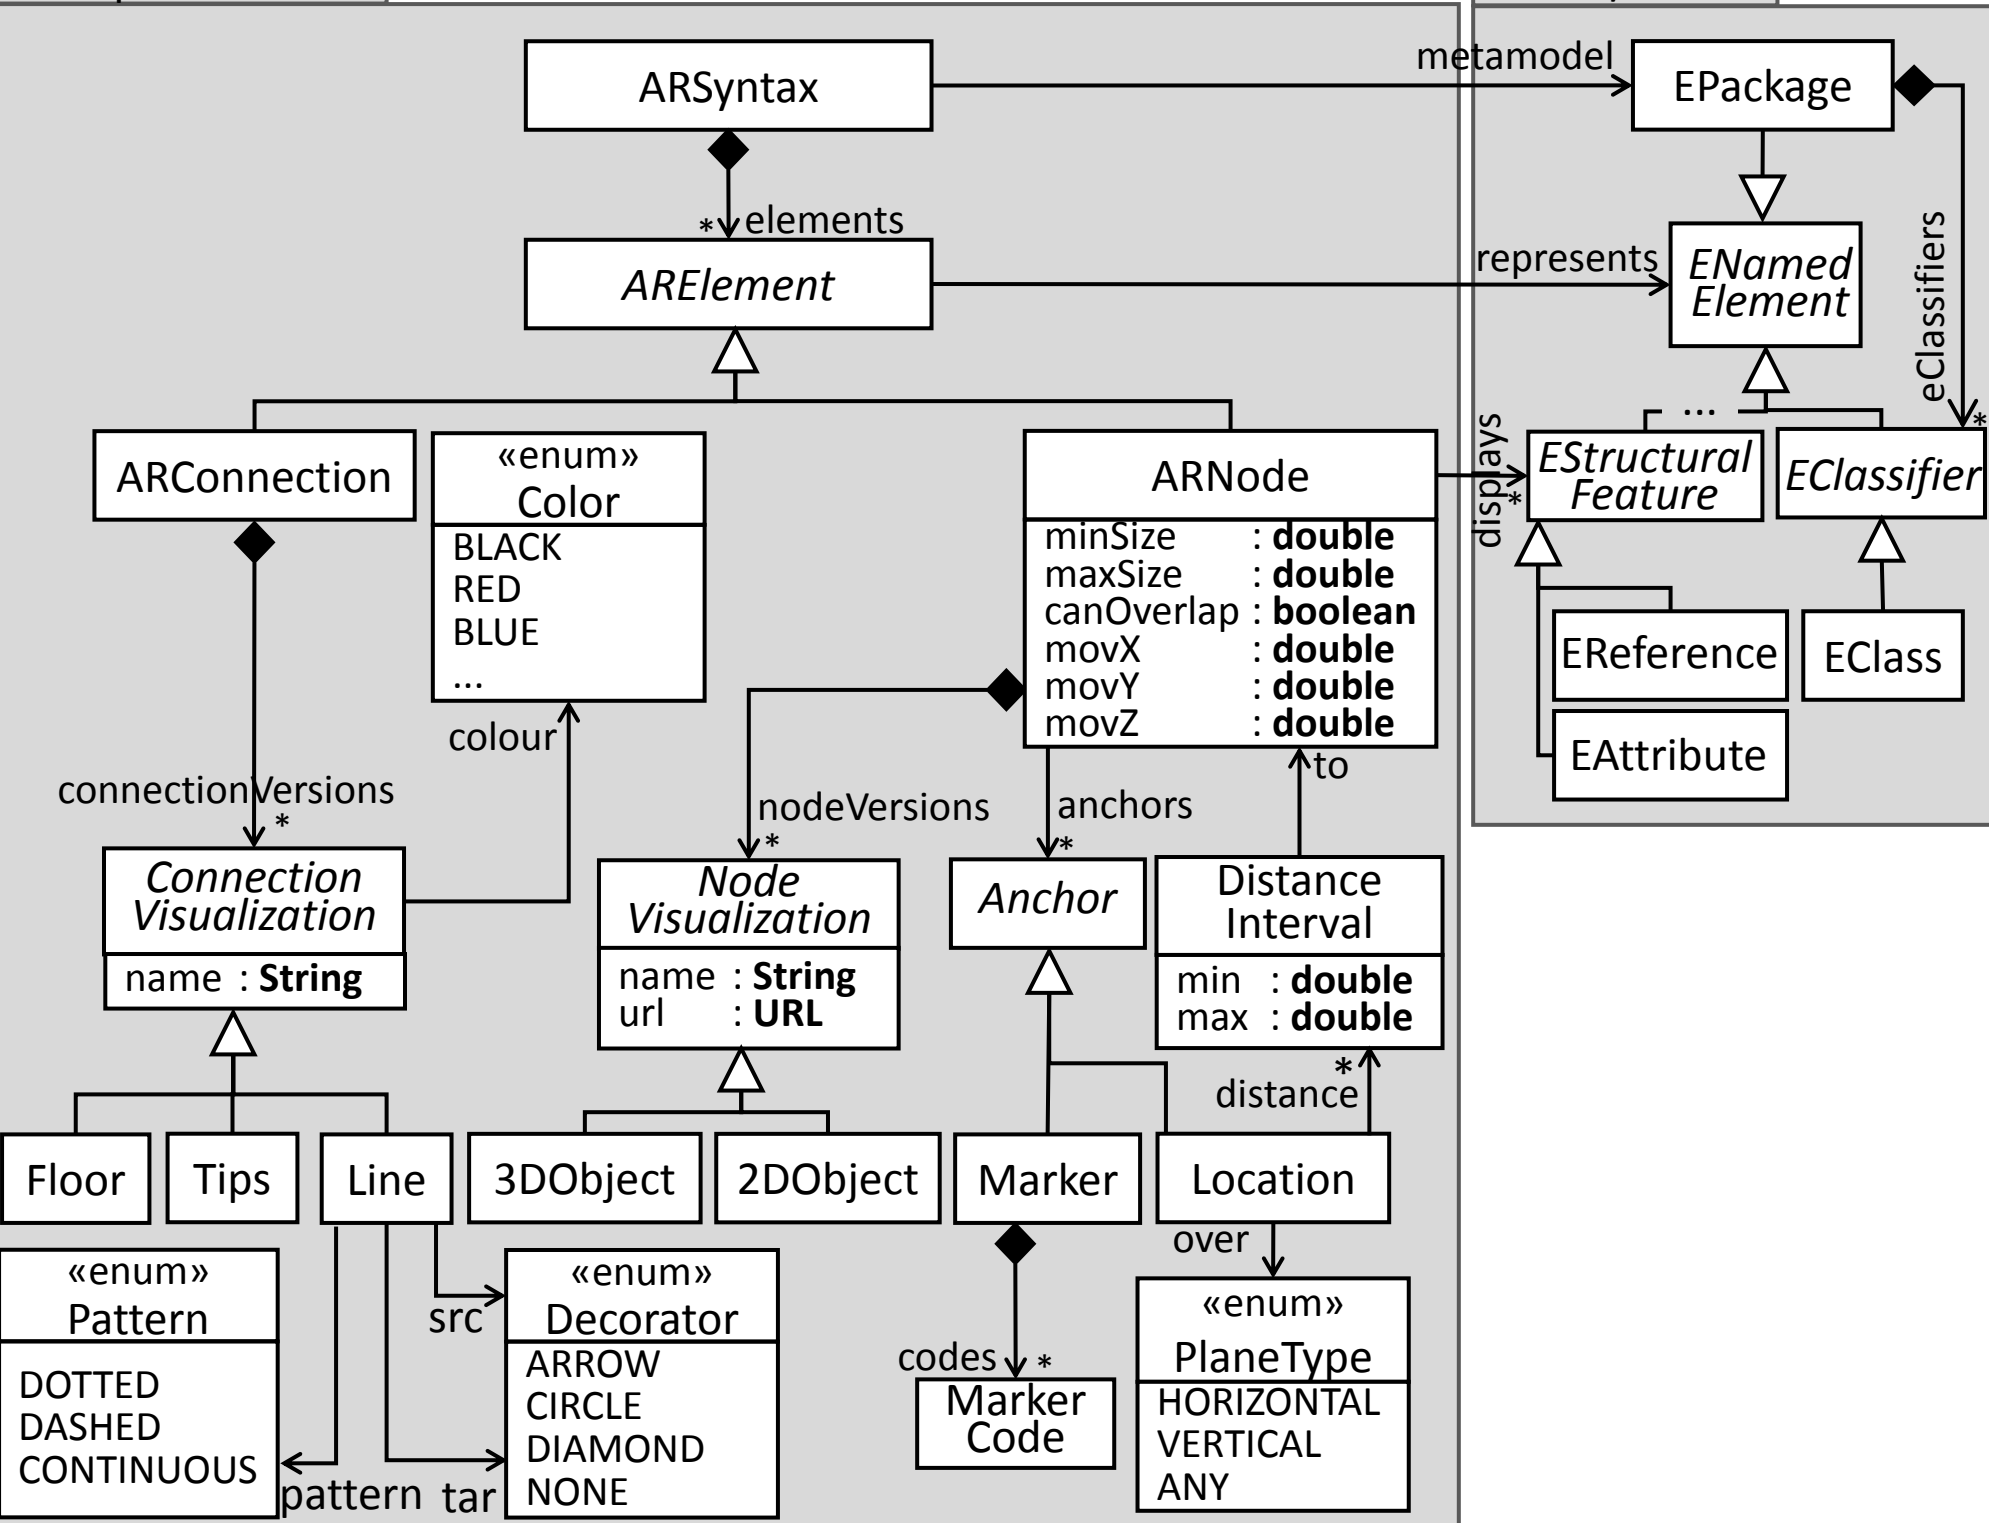 ARSyntax
metamodel
EPackage
* elements
ARElement
represents
ENamed
Element
eClassifiers
*
ARConnection
«enum»
Color
BLACK
RED
BLUE
...
colour
ARNode
minSize : double
maxSize : double
canOverlap : boolean
movX : double
movY : double
movZ : double
displays
*
...
EStructural
Feature
EClassifier
EReference
EClass
EAttribute
connectionVersions
*
nodeVersions
*
anchors
*
to
Connection
Visualization
name : String
Node
Visualization
name : String
url : URL
Anchor
Distance
Interval
min : double
max : double
*
distance
Floor
Tips
Line
3DObject
2DObject
Marker
Location
over
«enum»
Pattern
DOTTED
DASHED
CONTINUOUS
pattern
src
tar
«enum»
Decorator
ARROW
CIRCLE
DIAMOND
NONE
codes *
Marker
Code
«enum»
PlaneType
HORIZONTAL
VERTICAL
ANY